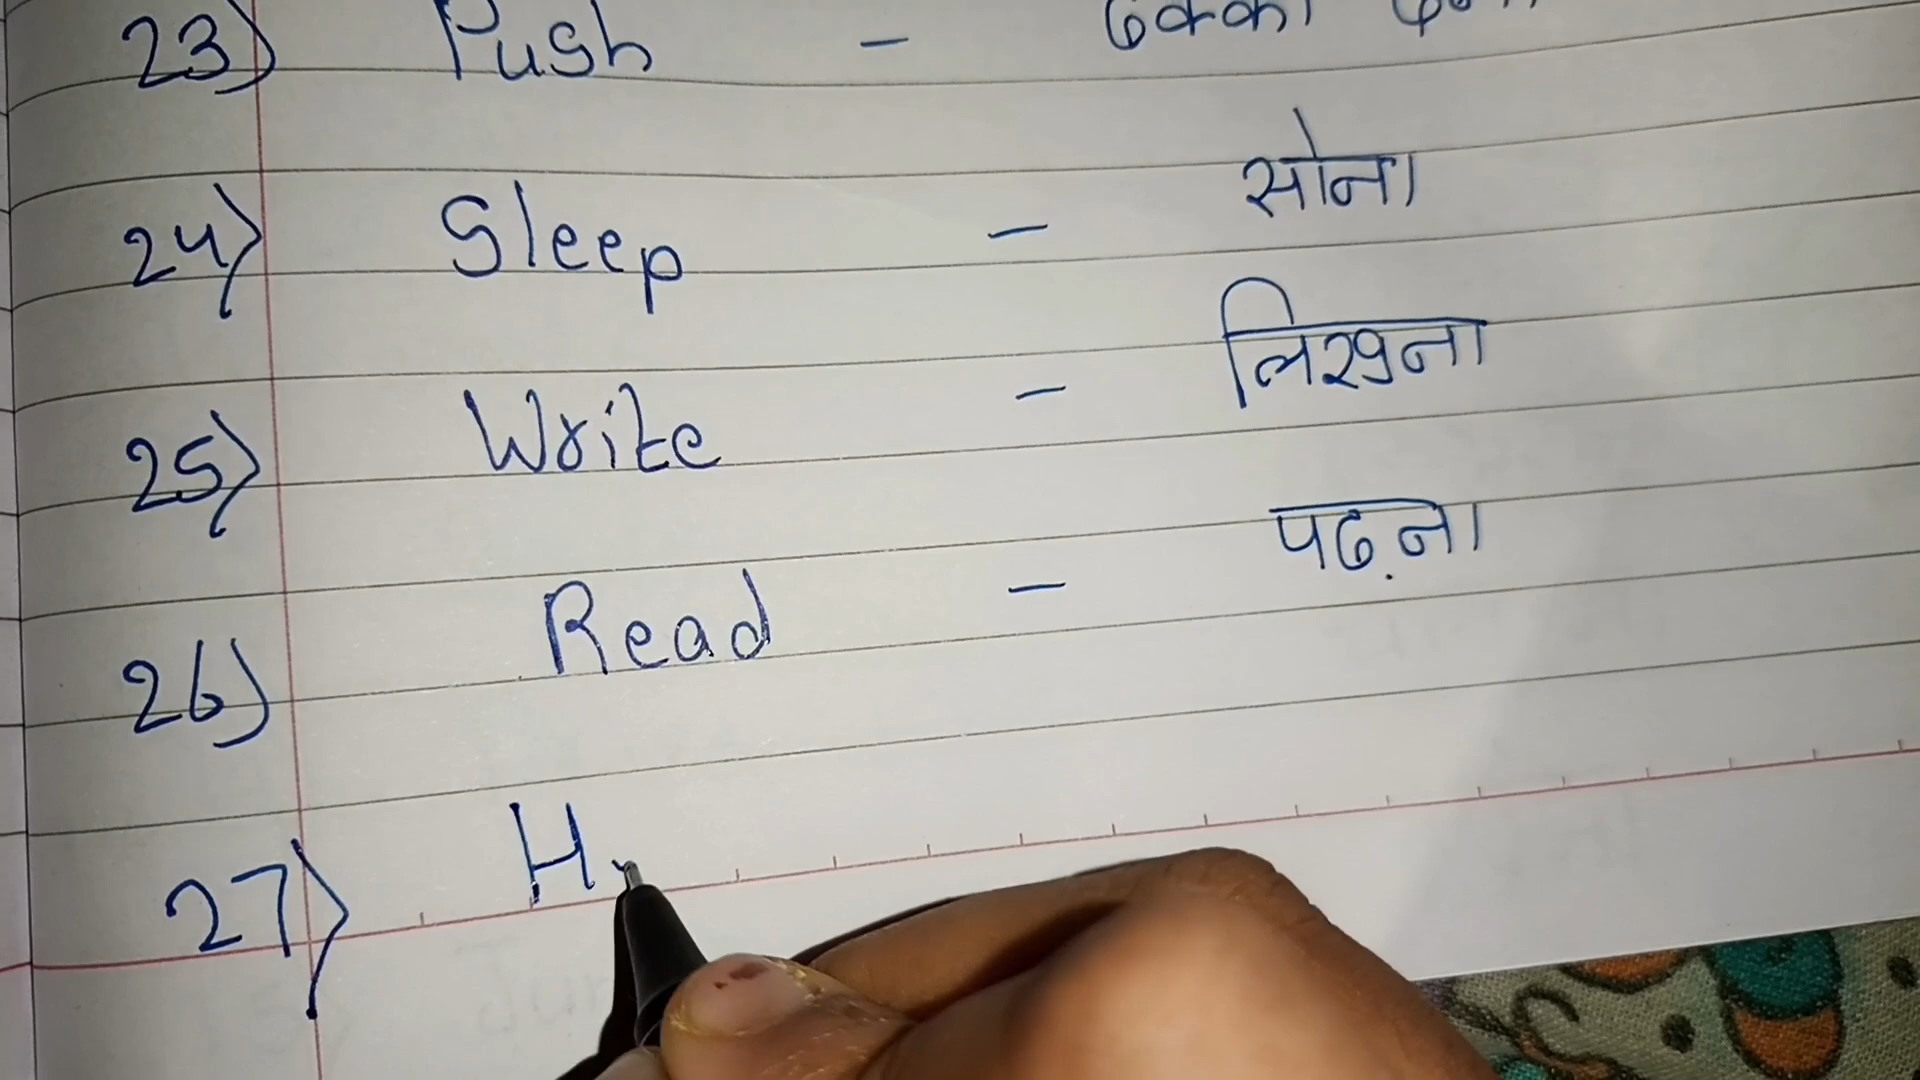 23) Push -
24) Sleep - सोना
25) Write - लिखना
26) Read - पढ़ना
27) H